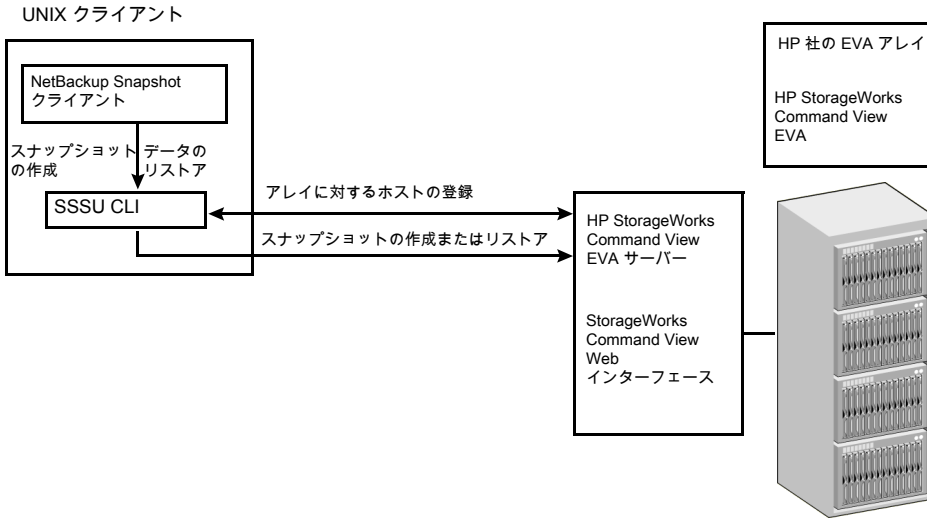 UNIX クライアント
NetBackup Snapshot
クライアント
スナップショット
の作成
データの
リストア
SSSU CLI
アレイに対するホストの登録
スナップショットの作成またはリストア
HP StorageWorks
Command View
EVA サーバー
StorageWorks
Command View
Web
インターフェース
HP 社の EVA アレイ
HP StorageWorks
Command View
EVA